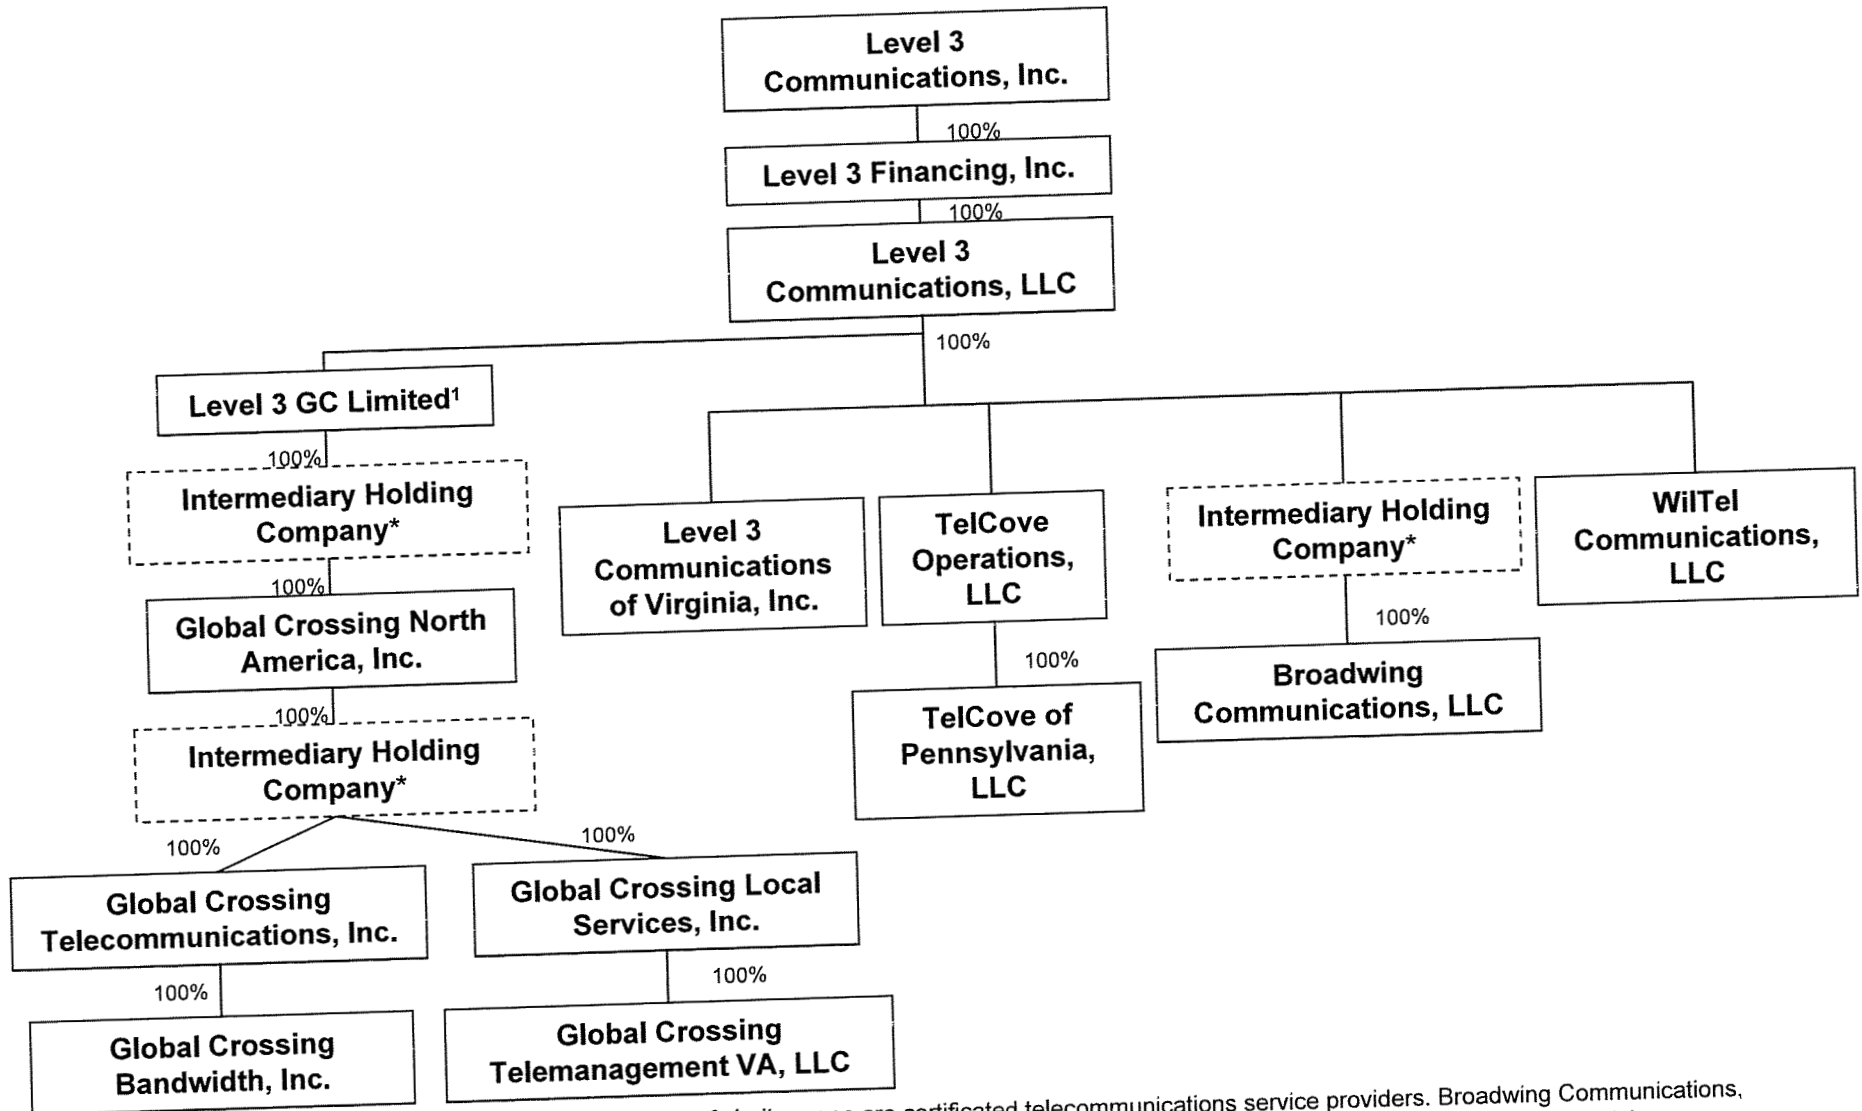 Level 3
Communications, Inc.
100%
Level 3 Financing, Inc.
100%
Level 3
Communications, LLC
100%
Level 3 GC Limited¹
100%
Intermediary Holding
Company*
100%
Global Crossing North
America, Inc.
100%
Intermediary Holding
Company*
100%
100%
Global Crossing
Telecommunications, Inc.
Global Crossing Local
Services, Inc.
100%
100%
Global Crossing
Bandwidth, Inc.
Global Crossing
Telemanagement VA, LLC
Level 3
Communications
of Virginia, Inc.
TelCove
Operations,
LLC
100%
TelCove of
Pennsylvania,
LLC
Intermediary Holding
Company*
100%
Broadwing
Communications, LLC
WilTel
Communications,
LLC
are certificated telecommunications service providers. Broadwing Communications,